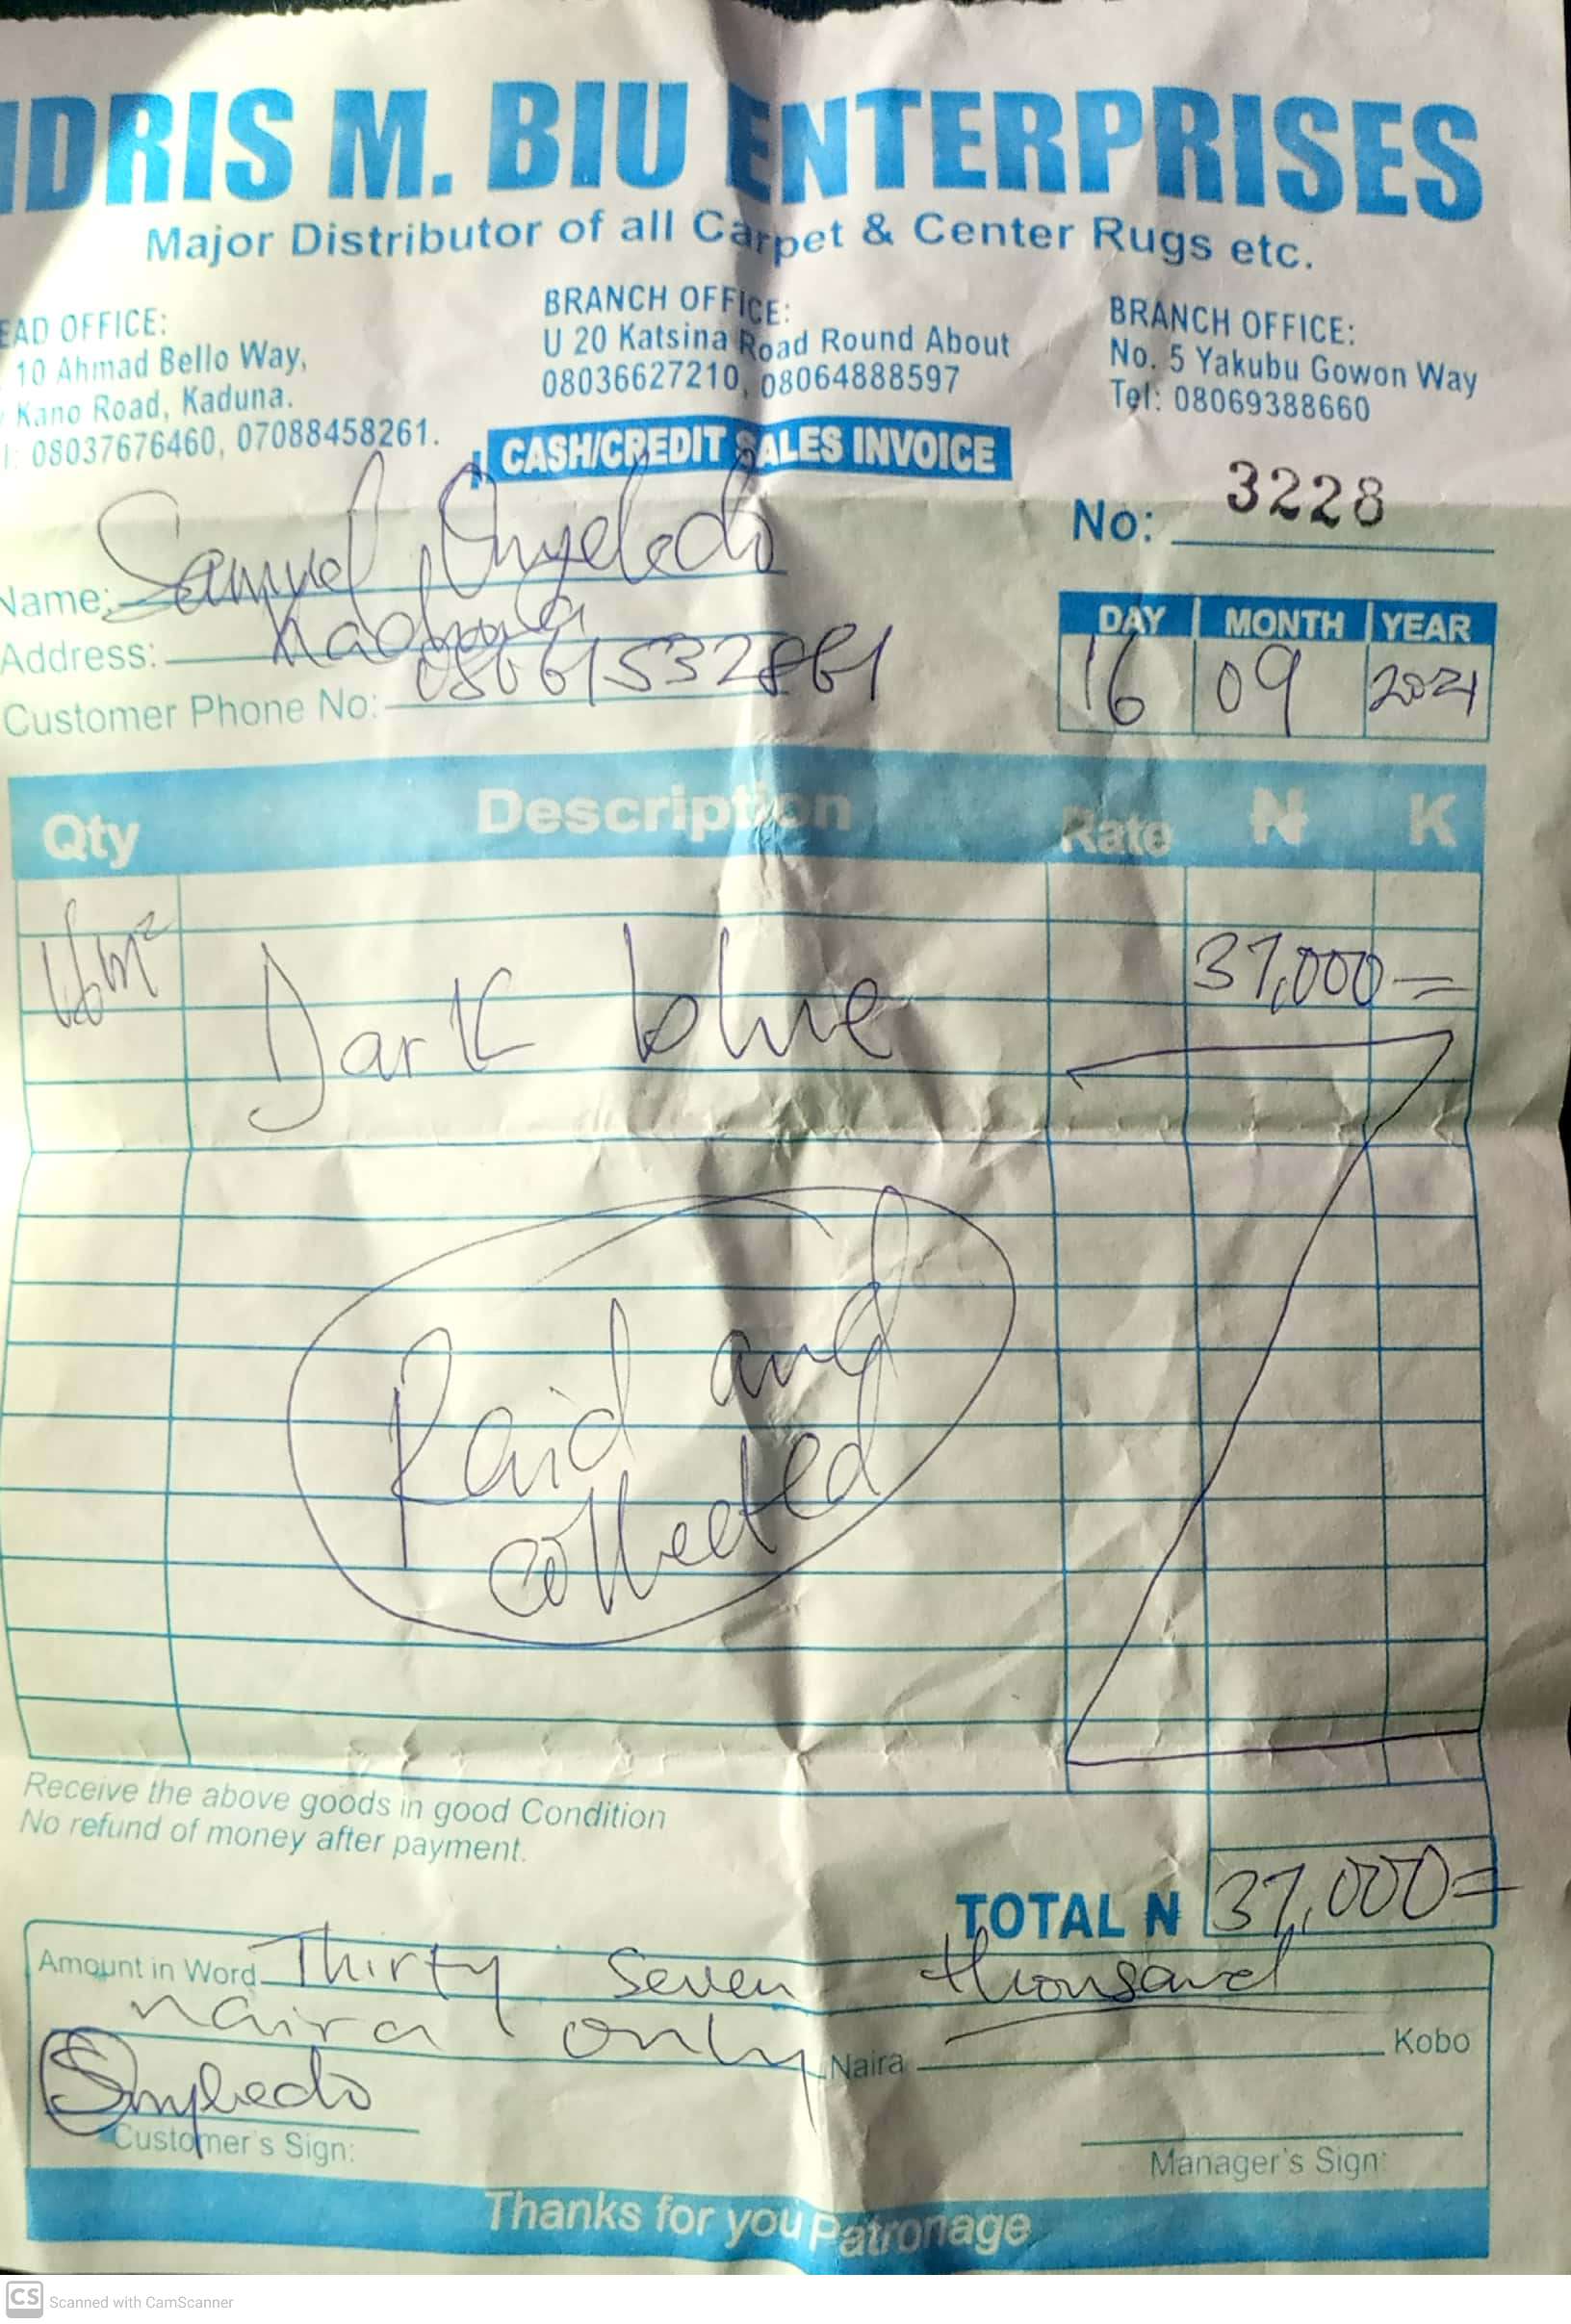 IDRIS M. BIU ENTERPRISES
Major Distributor of all Carpet & Center Rugs etc.
EAD OFFICE:
10 Ahmad Bello Way,
Kano Road, Kaduna.
l: 08037676460, 07088458261.
BRANCH OFFICE:
U 20 Katsina Road Round About
08036627210, 08064888597
BRANCH OFFICE:
No. 5 Yakubu Gowon Way
Tel: 08069388660
CASH/CREDIT SALES INVOICE
No: 3228
Name: Samuel
Address: Kaduna
Customer Phone No:
DAY MONTH YEAR
16 09 2021
Qty Description Rate ₦ K
Dark blue 37,000=
Paid and
collected
Receive the above goods in good Condition
No refund of money after payment.
TOTAL ₦ 37,000=
Amount in Word Thirty Seven thousand
naira only Naira Kobo
Customer's Sign:
Manager's Sign:
Thanks for you Patronage
CS Scanned with CamScanner